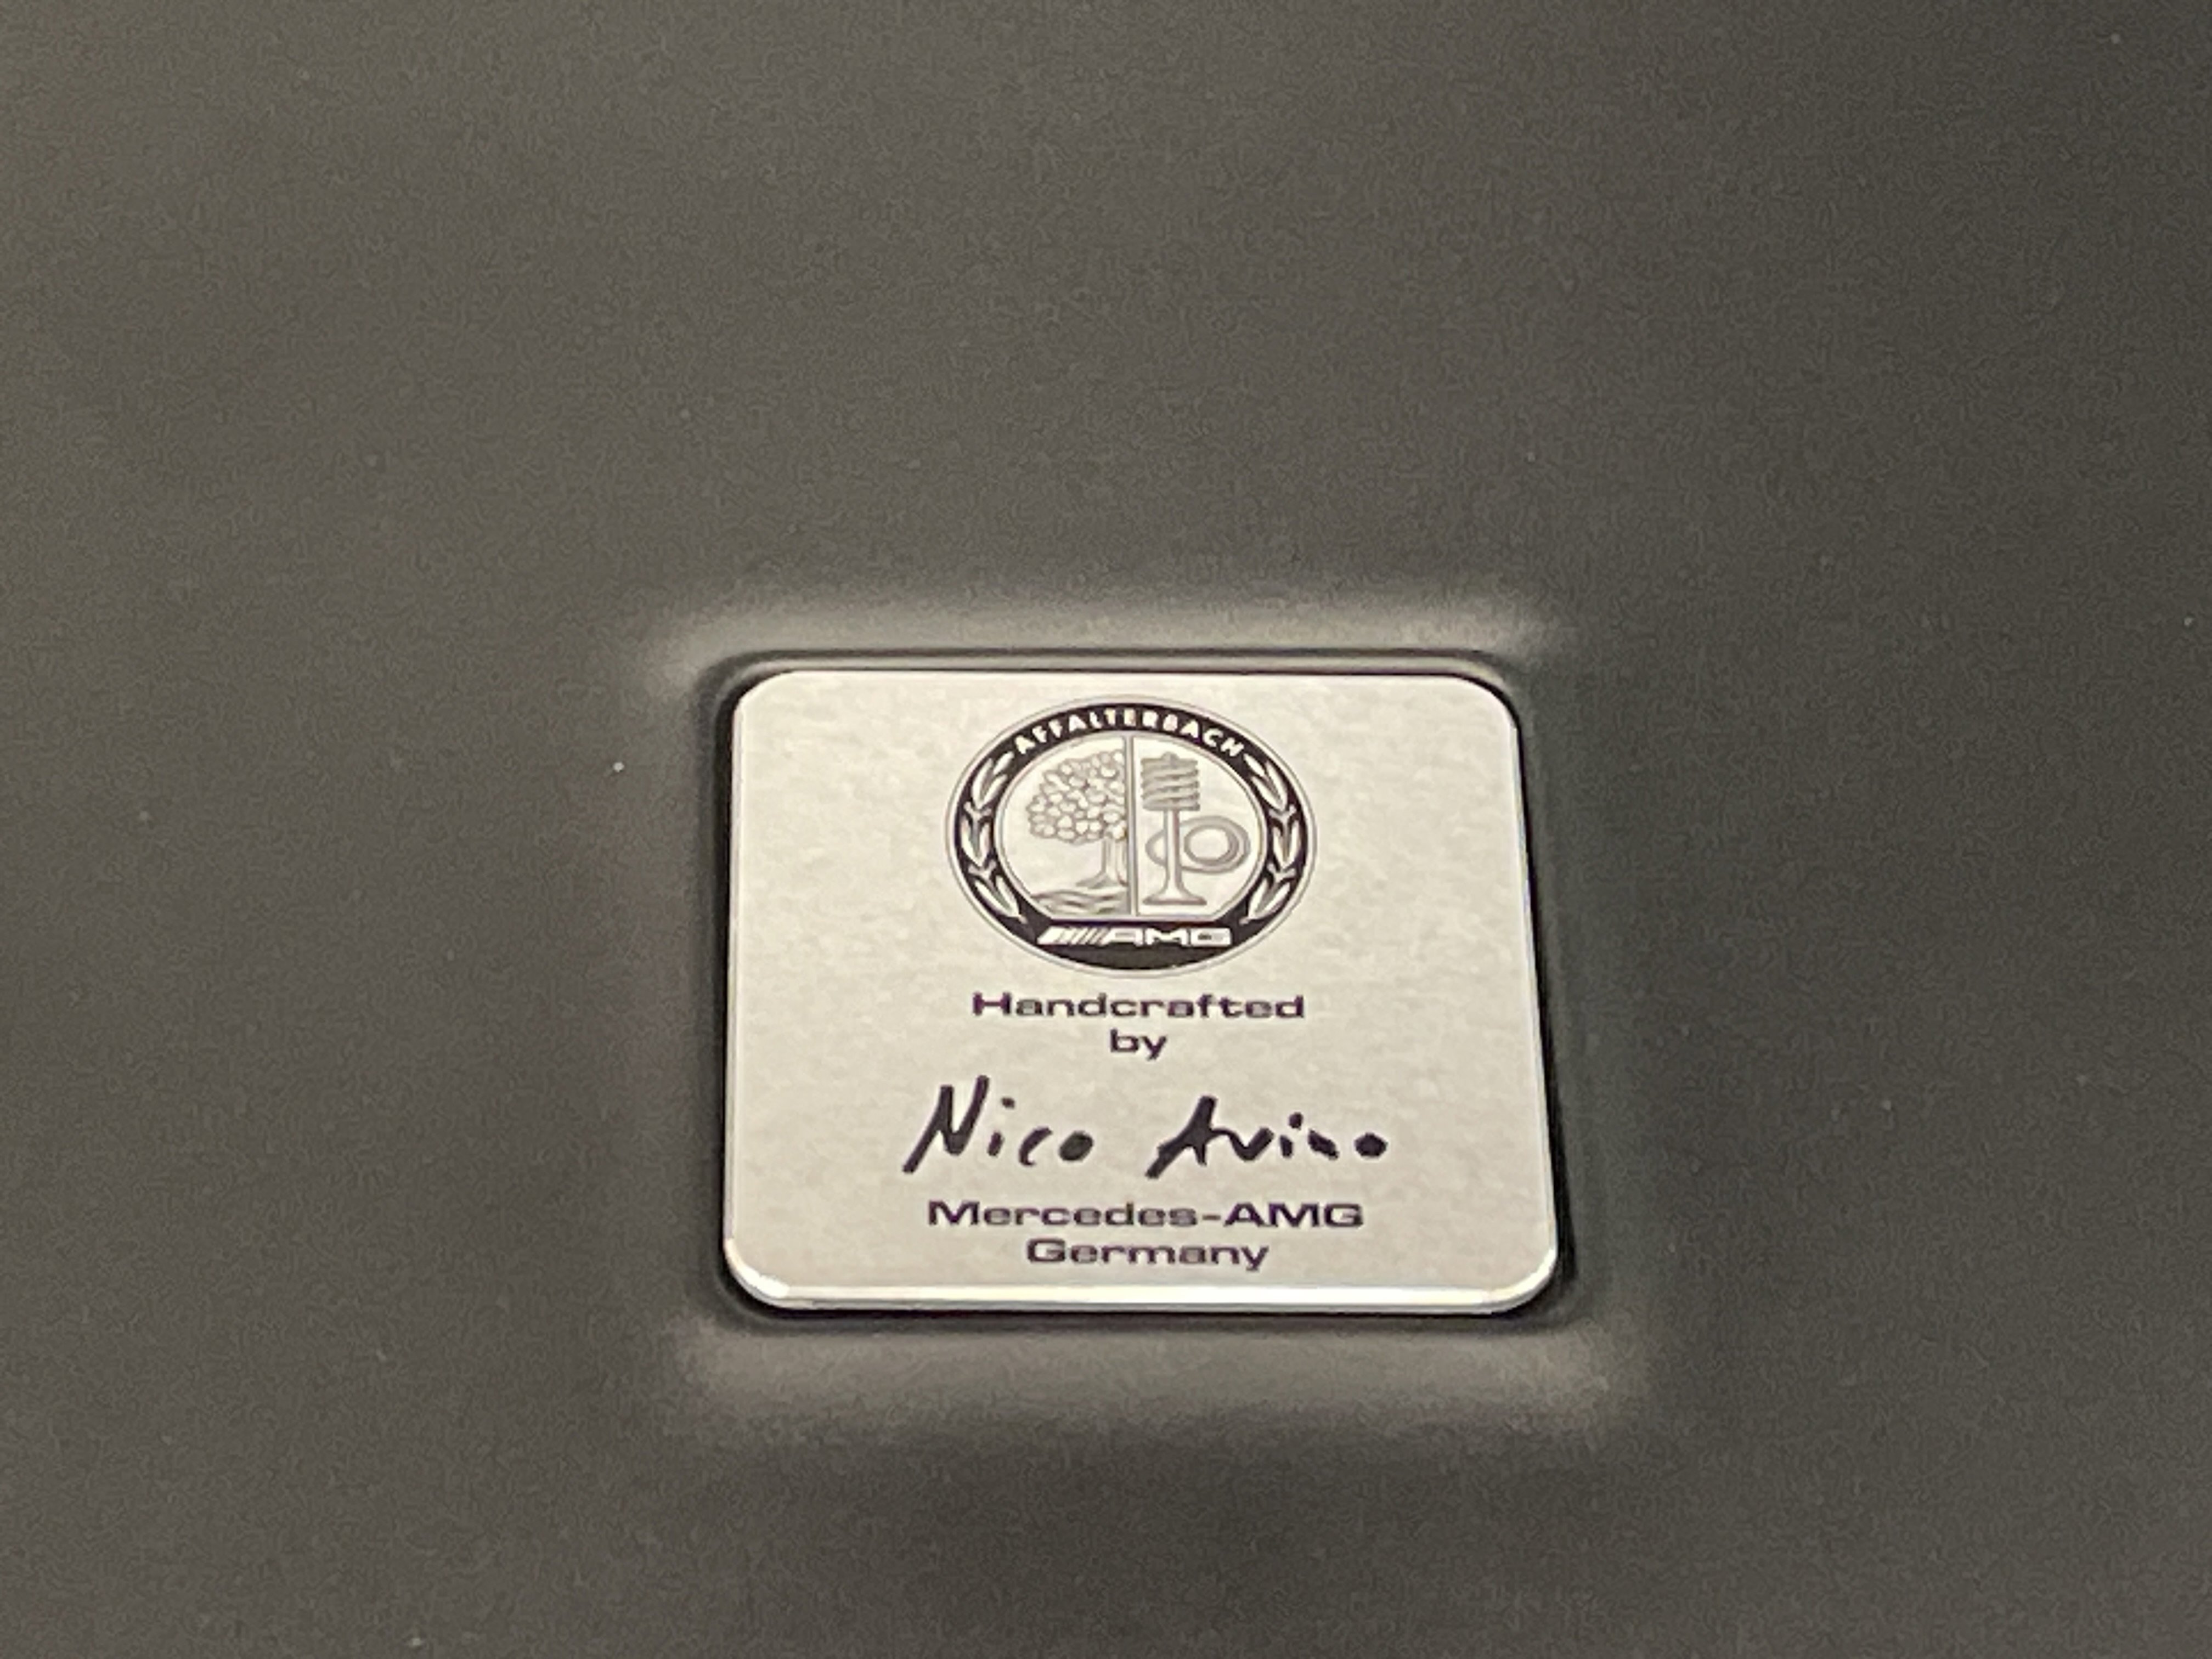 AFFALTERBACH
AMG
Handcrafted
by
Nico Avino
Mercedes-AMG
Germany